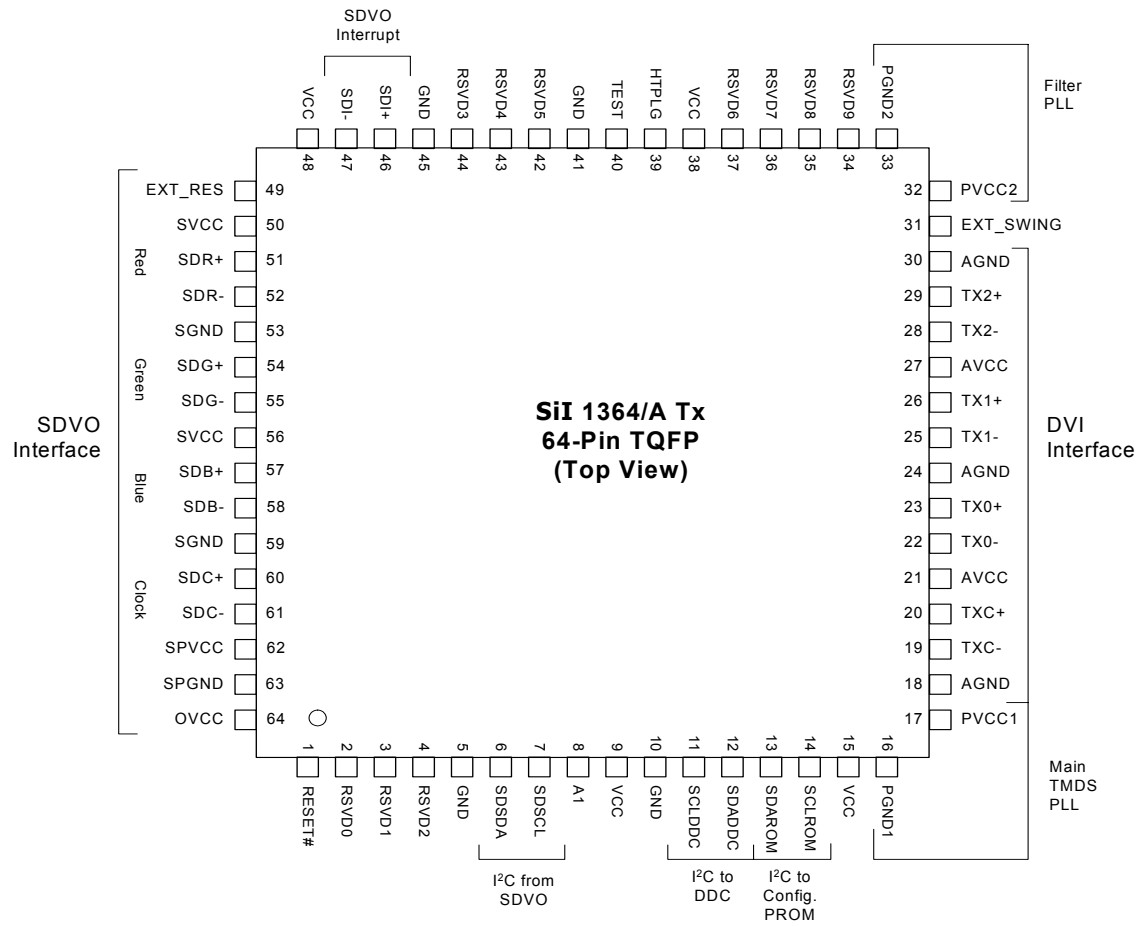 SDVO
Interrupt
VCC
SDI-
SDI+
GND
RSVD3
RSVD4
RSVD5
GND
TEST
HTPLG
VCC
RSVD6
RSVD7
RSVD8
RSVD9
PGND2
Filter
PLL
48
47
46
45
44
43
42
41
40
39
38
37
36
35
34
33
EXT_RES 49
SVCC 50
SDR+ 51
SDR- 52
SGND 53
SDG+ 54
SDG- 55
SVCC 56
SDB+ 57
SDB- 58
SGND 59
SDC+ 60
SDC- 61
SPVCC 62
SPGND 63
OVCC 64
Red
Green
Blue
Clock
SDVO
Interface
SiI 1364/A Tx
64-Pin TQFP
(Top View)
32 PVCC2
31 EXT_SWING
30 AGND
29 TX2+
28 TX2-
27 AVCC
26 TX1+
25 TX1-
24 AGND
23 TX0+
22 TX0-
21 AVCC
20 TXC+
19 TXC-
18 AGND
17 PVCC1
DVI
Interface
Main
TMDS
PLL
1
2
3
4
5
6
7
8
9
10
11
12
13
14
15
16
RESET#
RSVD0
RSVD1
RSVD2
GND
SDSDA
SDSCL
A1
VCC
GND
SCLDDC
SDADDC
SDAROM
SCLROM
VCC
PGND1
I²C from
SDVO
I²C to
DDC
I²C to
Config.
PROM